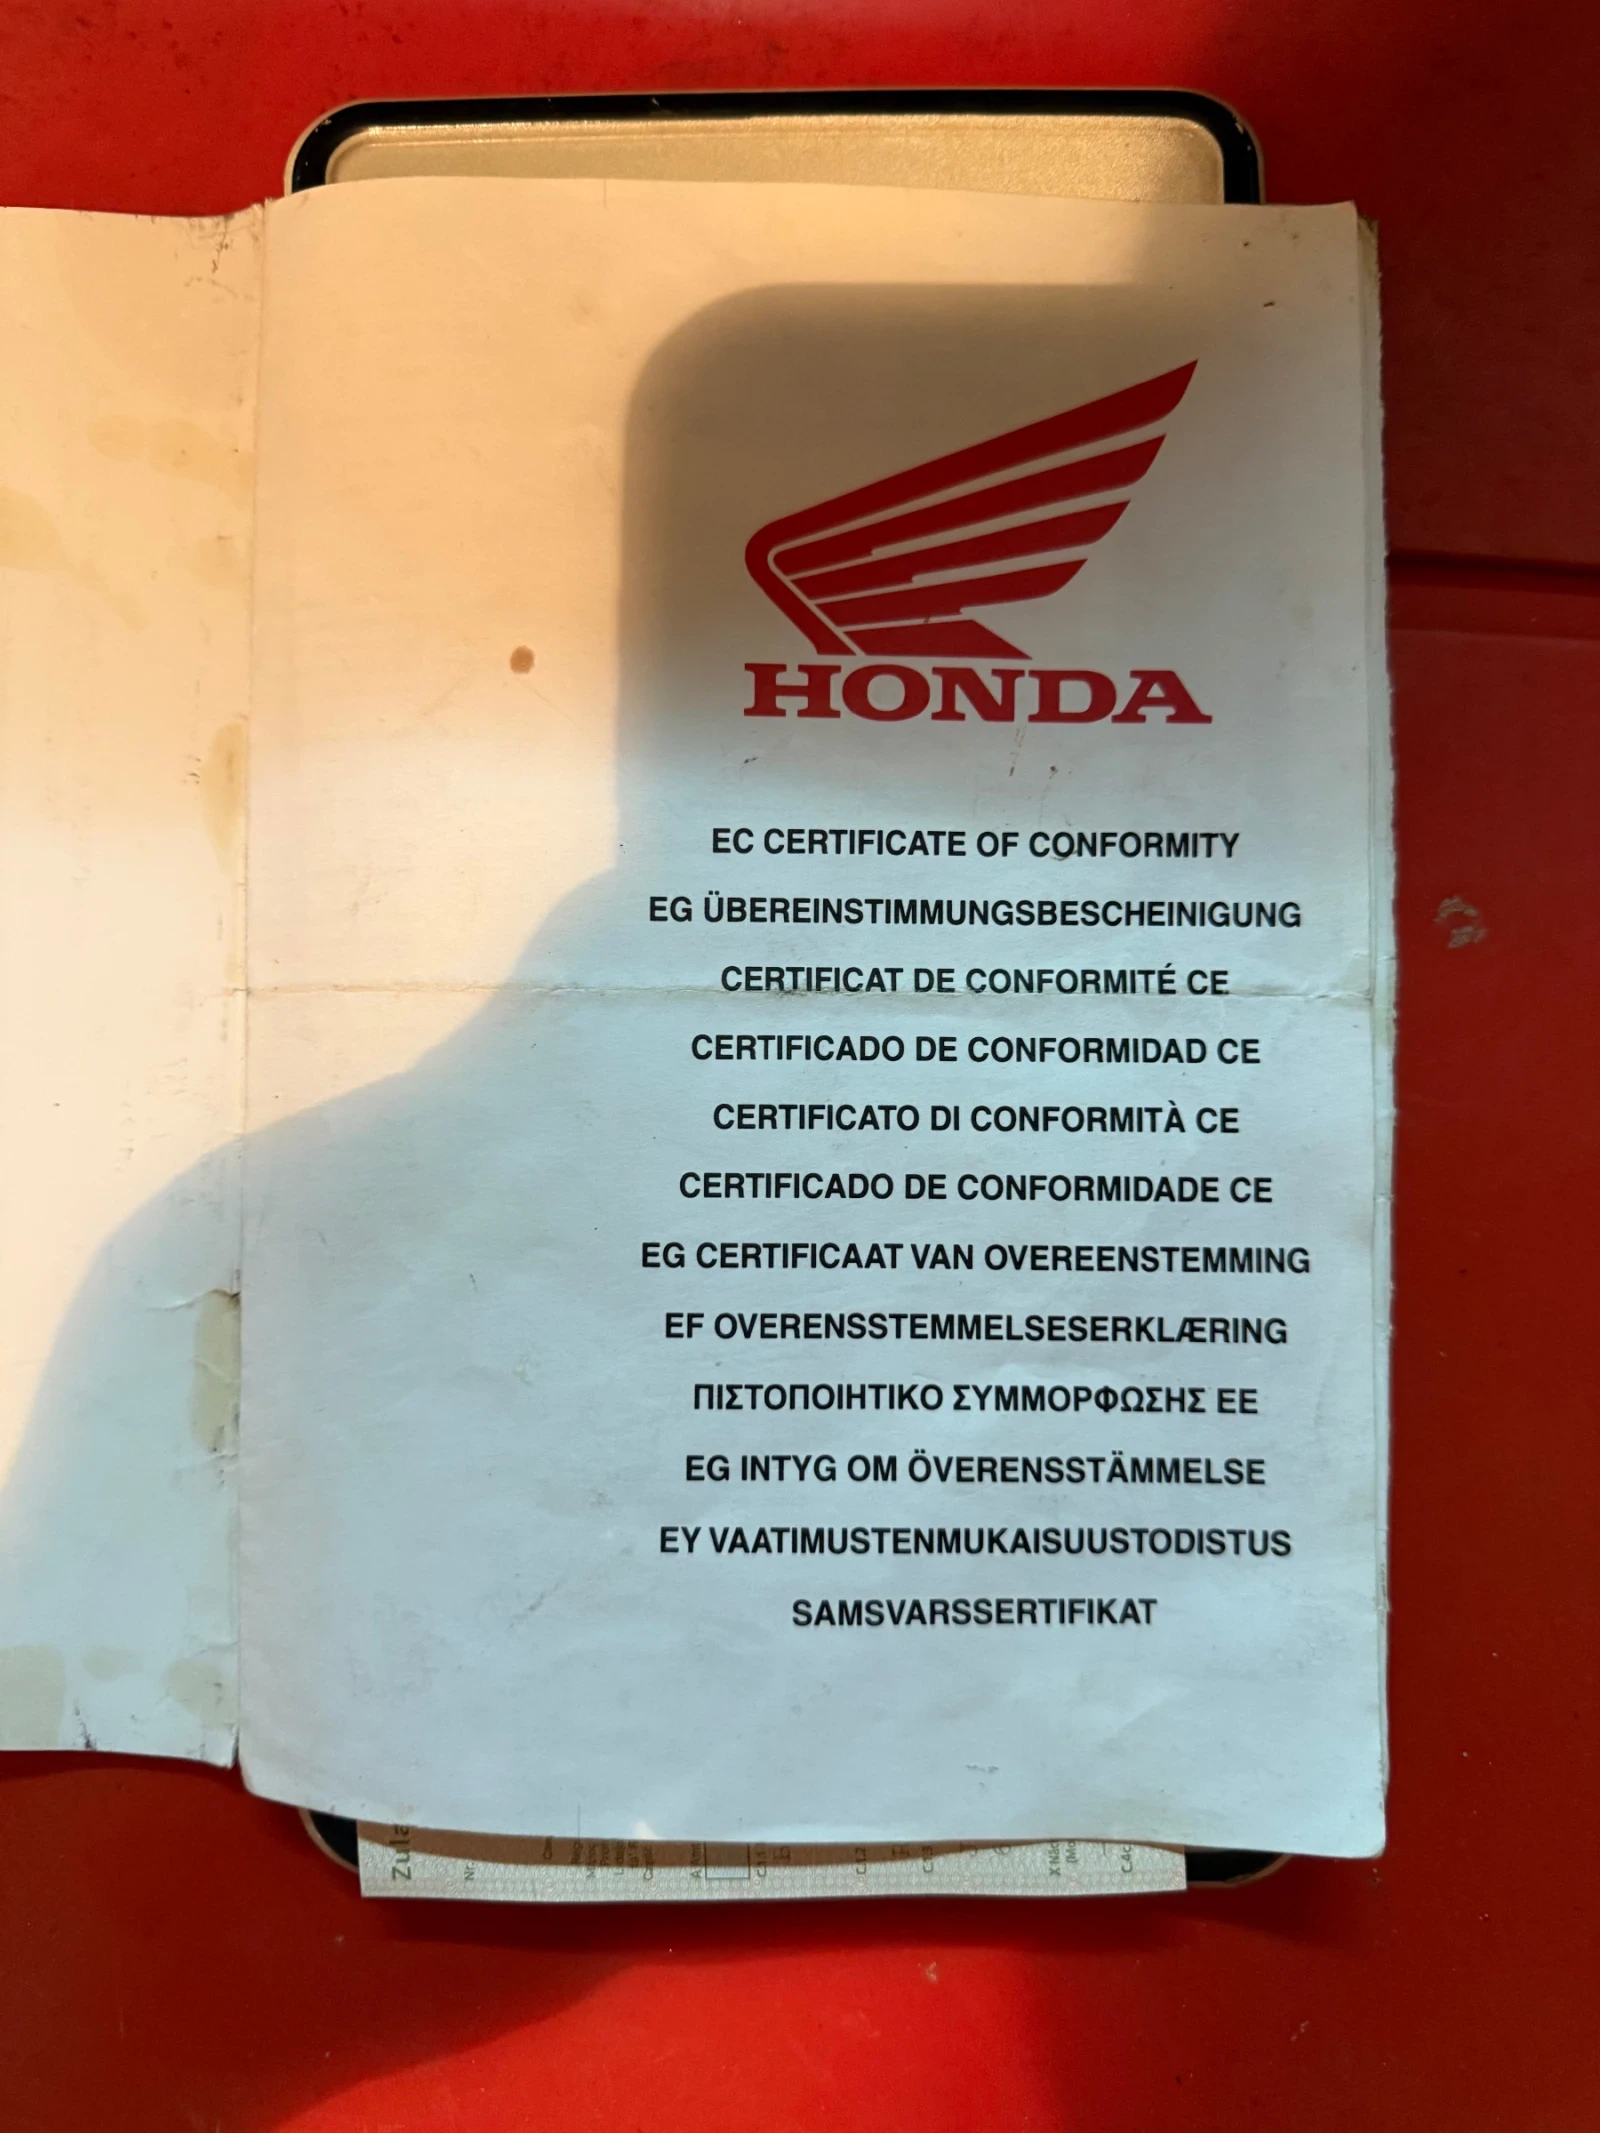 HONDA
EC CERTIFICATE OF CONFORMITY
EG ÜBEREINSTIMMUNGSBESCHEINIGUNG
CERTIFICAT DE CONFORMITÉ CE
CERTIFICADO DE CONFORMIDAD CE
CERTIFICATO DI CONFORMITÀ CE
CERTIFICADO DE CONFORMIDADE CE
EG CERTIFICAAT VAN OVEREENSTEMMING
EF OVERENSSTEMMELSESERKLÆRING
ΠΙΣΤΟΠΟΙΗΤΙΚΟ ΣΥΜΜΟΡΦΩΣΗΣ ΕΕ
EG INTYG OM ÖVERENSSTÄMMELSE
EY VAATIMUSTENMUKAISUUSTODISTUS
SAMSVARSSERTIFIKAT
Nr.